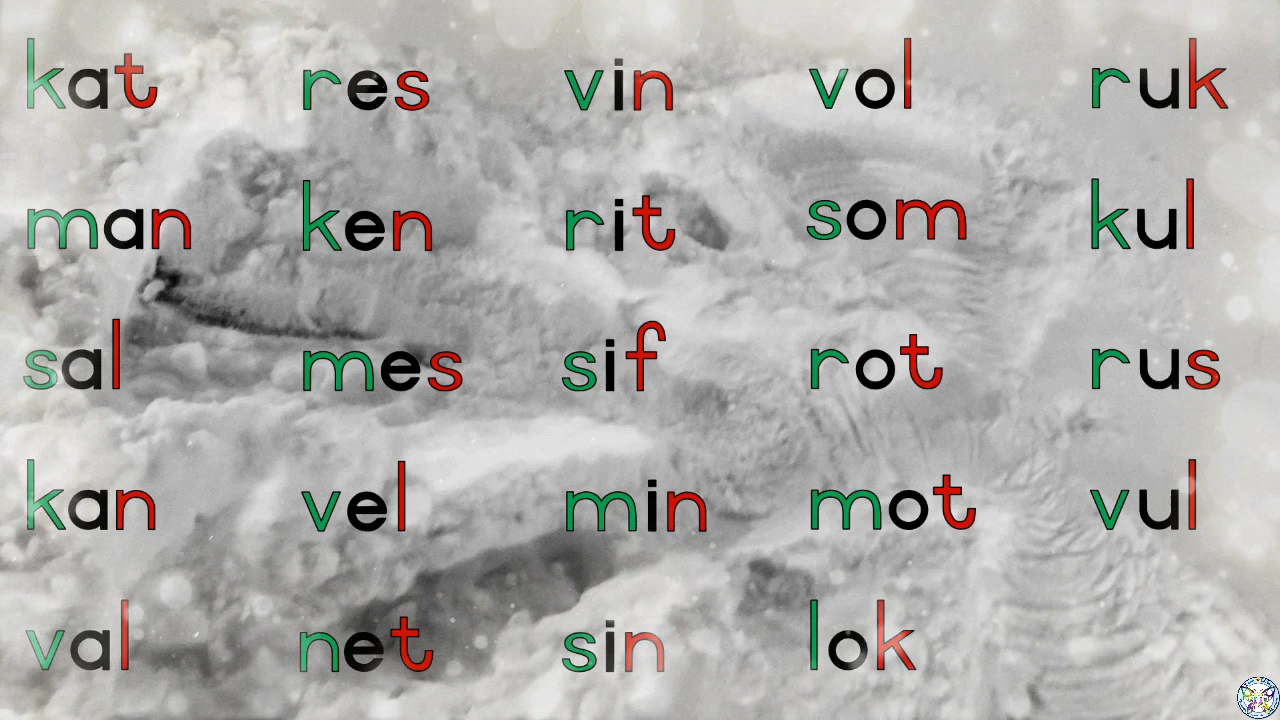 kat res vin vol ruk
man ken rit som kul
sal mes sif rot rus
kan vel min mot vul
val net sin lok